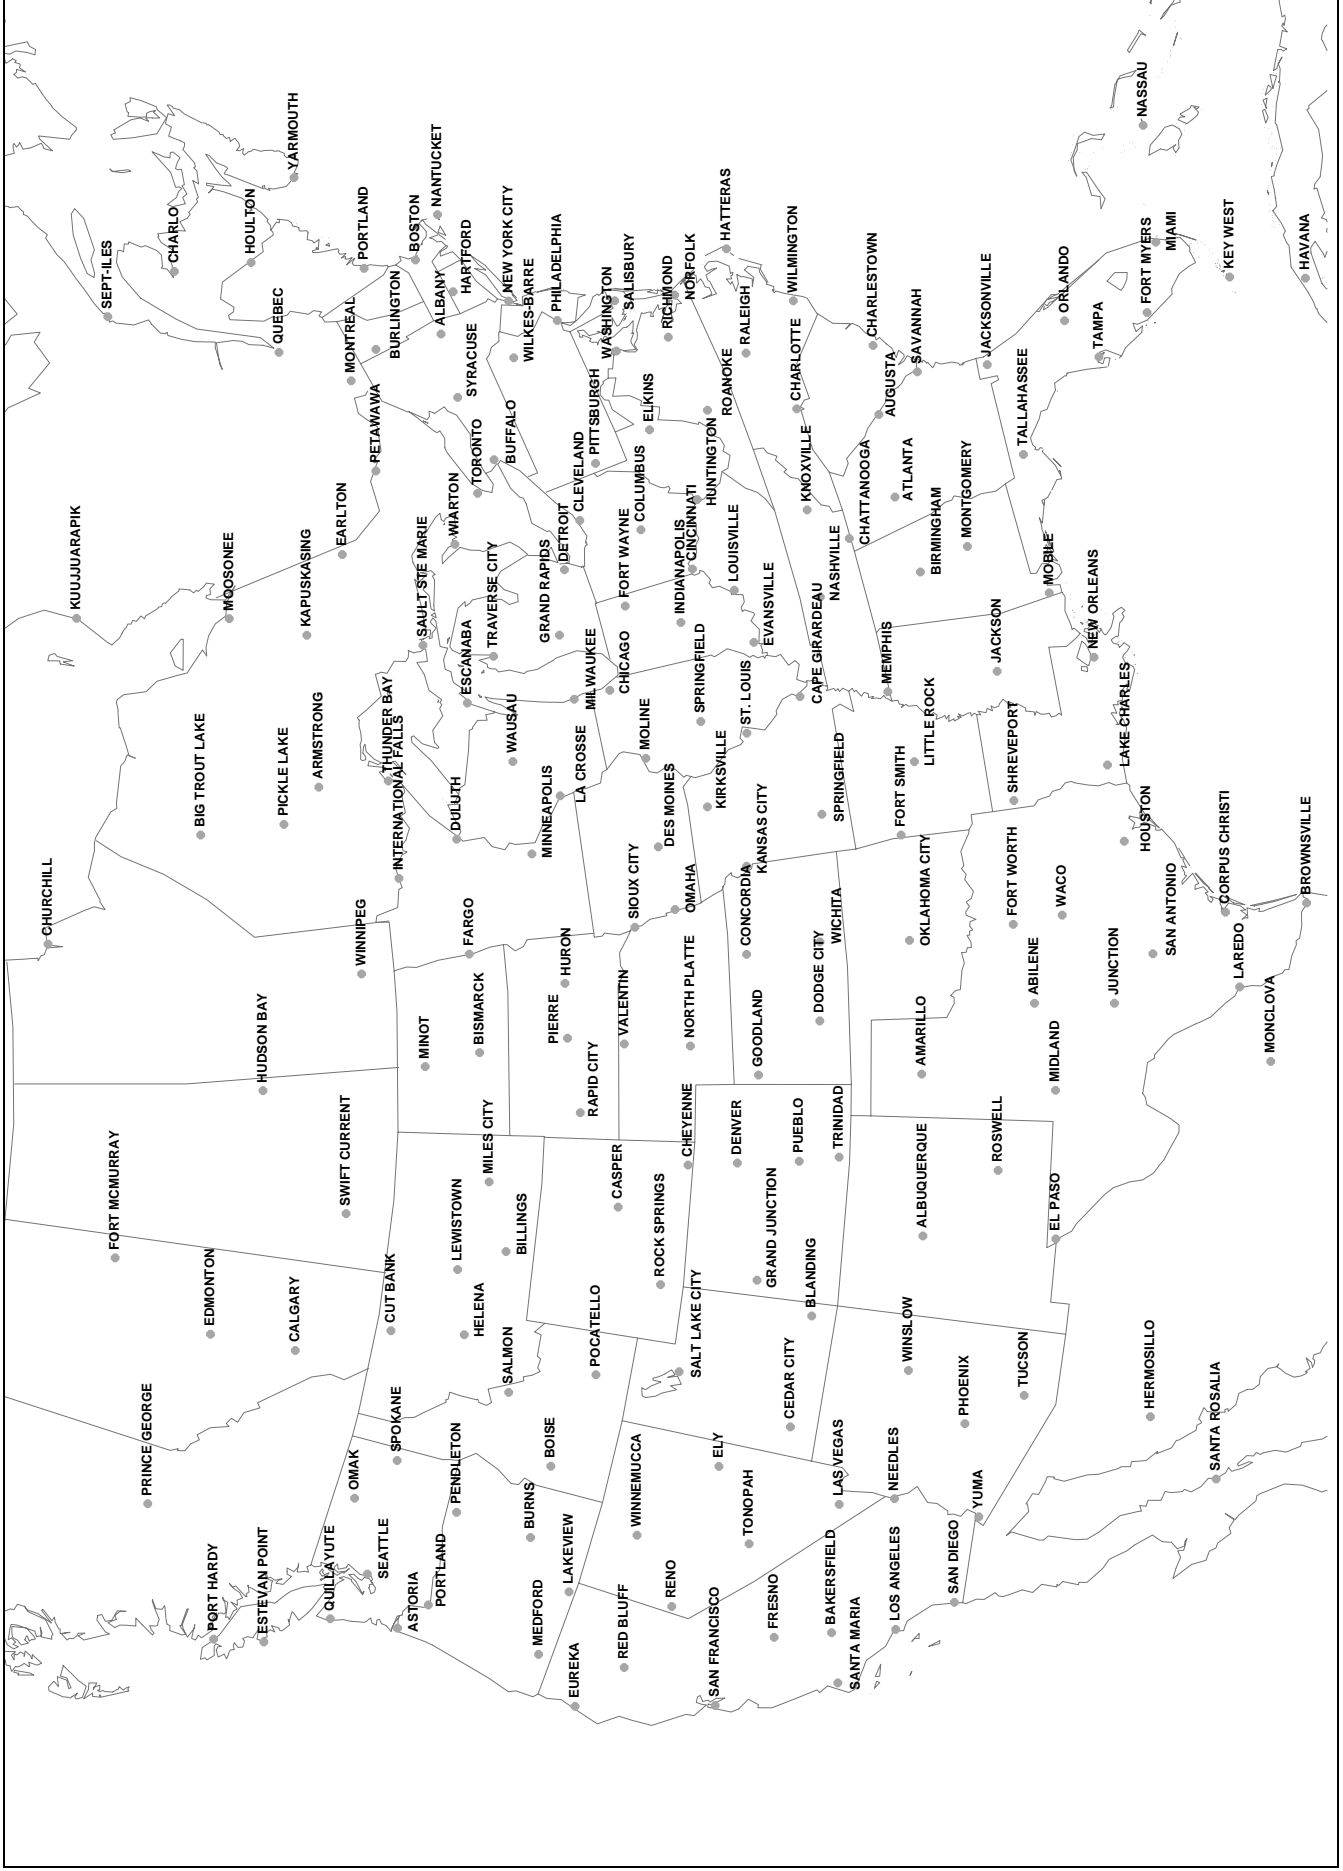 CHURCHILL
KUUJJUARAPIK
SEPT-ILES
FORT MCMURRAY
PRINCE GEORGE
BIG TROUT LAKE
MOOSONEE
CHARLO
PORT HARDY
EDMONTON
HUDSON BAY
PICKLE LAKE
KAPUSKASING
HOULTON
ESTEVAN POINT
CALGARY
ARMSTRONG
EARLTON
QUEBEC
YARMOUTH
QUILLAYUTE
OMAK
SWIFT CURRENT
WINNIPEG
THUNDER BAY
PETAWAWA
MONTREAL
PORTLAND
SEATTLE
SPOKANE
CUT BANK
INTERNATIONAL FALLS
SAULT STE MARIE
BURLINGTON
BOSTON
NANTUCKET
ASTORIA
PORTLAND
PENDLETON
HELENA
LEWISTOWN
MINOT
FARGO
DULUTH
ESCANABA
WIARTON
TORONTO
SYRACUSE
ALBANY
HARTFORD
SALMON
MILES CITY
BILLINGS
BISMARCK
WAUSAU
TRAVERSE CITY
BUFFALO
WILKES-BARRE
NEW YORK CITY
MEDFORD
BURNS
BOISE
PIERRE
HURON
MINNEAPOLIS
LA CROSSE
GRAND RAPIDS
DETROIT
CLEVELAND
PHILADELPHIA
EUREKA
LAKEVIEW
POCATELLO
RAPID CITY
MILWAUKEE
PITTSBURGH
WASHINGTON
SALISBURY
RED BLUFF
WINNEMUCCA
CASPER
VALENTIN
SIOUX CITY
CHICAGO
FORT WAYNE
COLUMBUS
ELKINS
RENO
ROCK SPRINGS
MOLINE
DES MOINES
RICHMOND
NORFOLK
SALT LAKE CITY
CHEYENNE
NORTH PLATTE
OMAHA
SPRINGFIELD
INDIANAPOLIS
CINCINNATI
HUNTINGTON
ROANOKE
HATTERAS
SAN FRANCISCO
ELY
DENVER
KIRKSVILLE
LOUISVILLE
RALEIGH
TONOPAH
GRAND JUNCTION
GOODLAND
CONCORDIA
KANSAS CITY
ST. LOUIS
EVANSVILLE
FRESNO
CEDAR CITY
BLANDING
PUEBLO
CAPE GIRARDEAU
KNOXVILLE
CHARLOTTE
WILMINGTON
BAKERSFIELD
SANTA MARIA
LAS VEGAS
TRINIDAD
DODGE CITY
WICHITA
SPRINGFIELD
NASHVILLE
CHATTANOOGA
CHARLESTOWN
LOS ANGELES
NEEDLES
WINSLOW
ALBUQUERQUE
AMARILLO
OKLAHOMA CITY
FORT SMITH
LITTLE ROCK
MEMPHIS
BIRMINGHAM
ATLANTA
AUGUSTA
SAVANNAH
SAN DIEGO
YUMA
PHOENIX
ROSWELL
JACKSON
MONTGOMERY
JACKSONVILLE
TUCSON
FORT WORTH
SHREVEPORT
TALLAHASSEE
EL PASO
MIDLAND
ABILENE
WACO
MOBILE
ORLANDO
TAMPA
NEW ORLEANS
JUNCTION
LAKE CHARLES
HOUSTON
FORT MYERS
MIAMI
NASSAU
HERMOSILLO
SAN ANTONIO
SANTA ROSALIA
LAREDO
CORPUS CHRISTI
KEY WEST
MONCLOVA
BROWNSVILLE
HAVANA